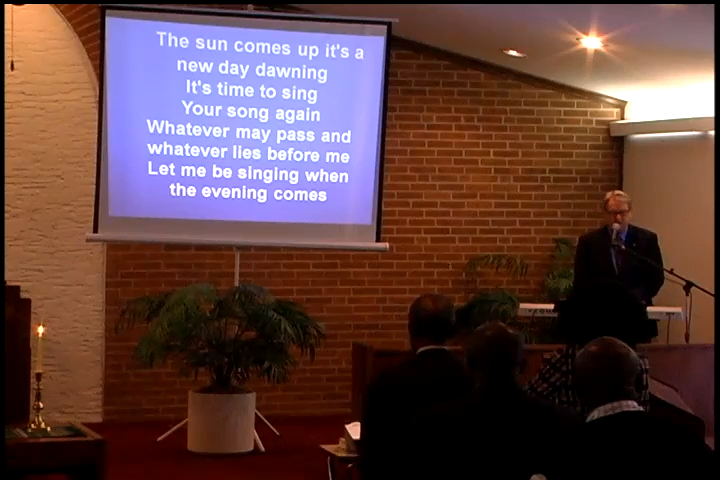 The sun comes up it's a
new day dawning
It's time to sing
Your song again
Whatever may pass and
whatever lies before me
Let me be singing when
the evening comes